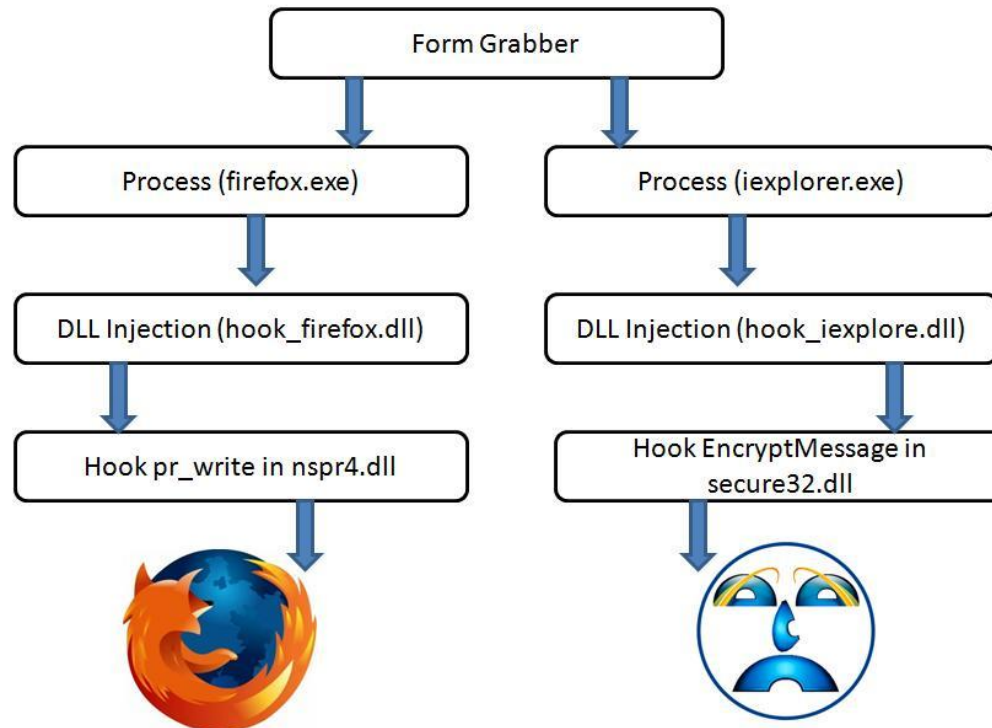 Form Grabber
Process (firefox.exe)
Process (iexplorer.exe)
DLL Injection (hook_firefox.dll)
DLL Injection (hook_iexplore.dll)
Hook pr_write in nspr4.dll
Hook EncryptMessage in
secure32.dll